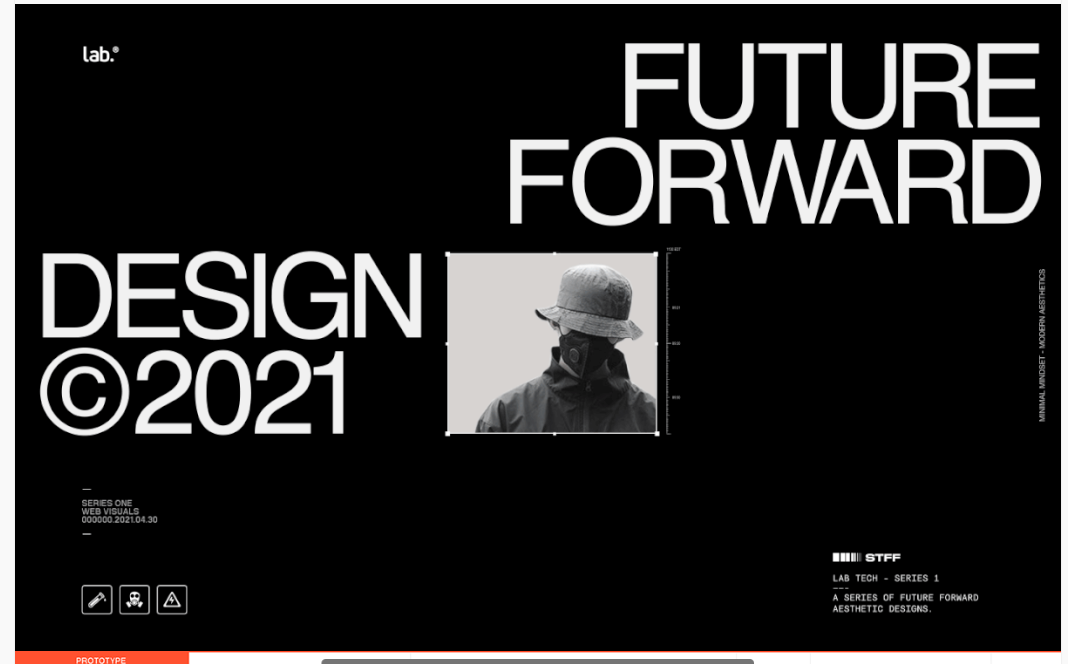 lab.®
FUTURE
FORWARD
DESIGN
©2021
MINIMAL MINDSET - MODERN AESTHETICS
SERIES ONE
WEB VISUALS
000000.2021.04.30
STFF
LAB TECH - SERIES 1
A SERIES OF FUTURE FORWARD
AESTHETIC DESIGNS.
PROTOTYPE